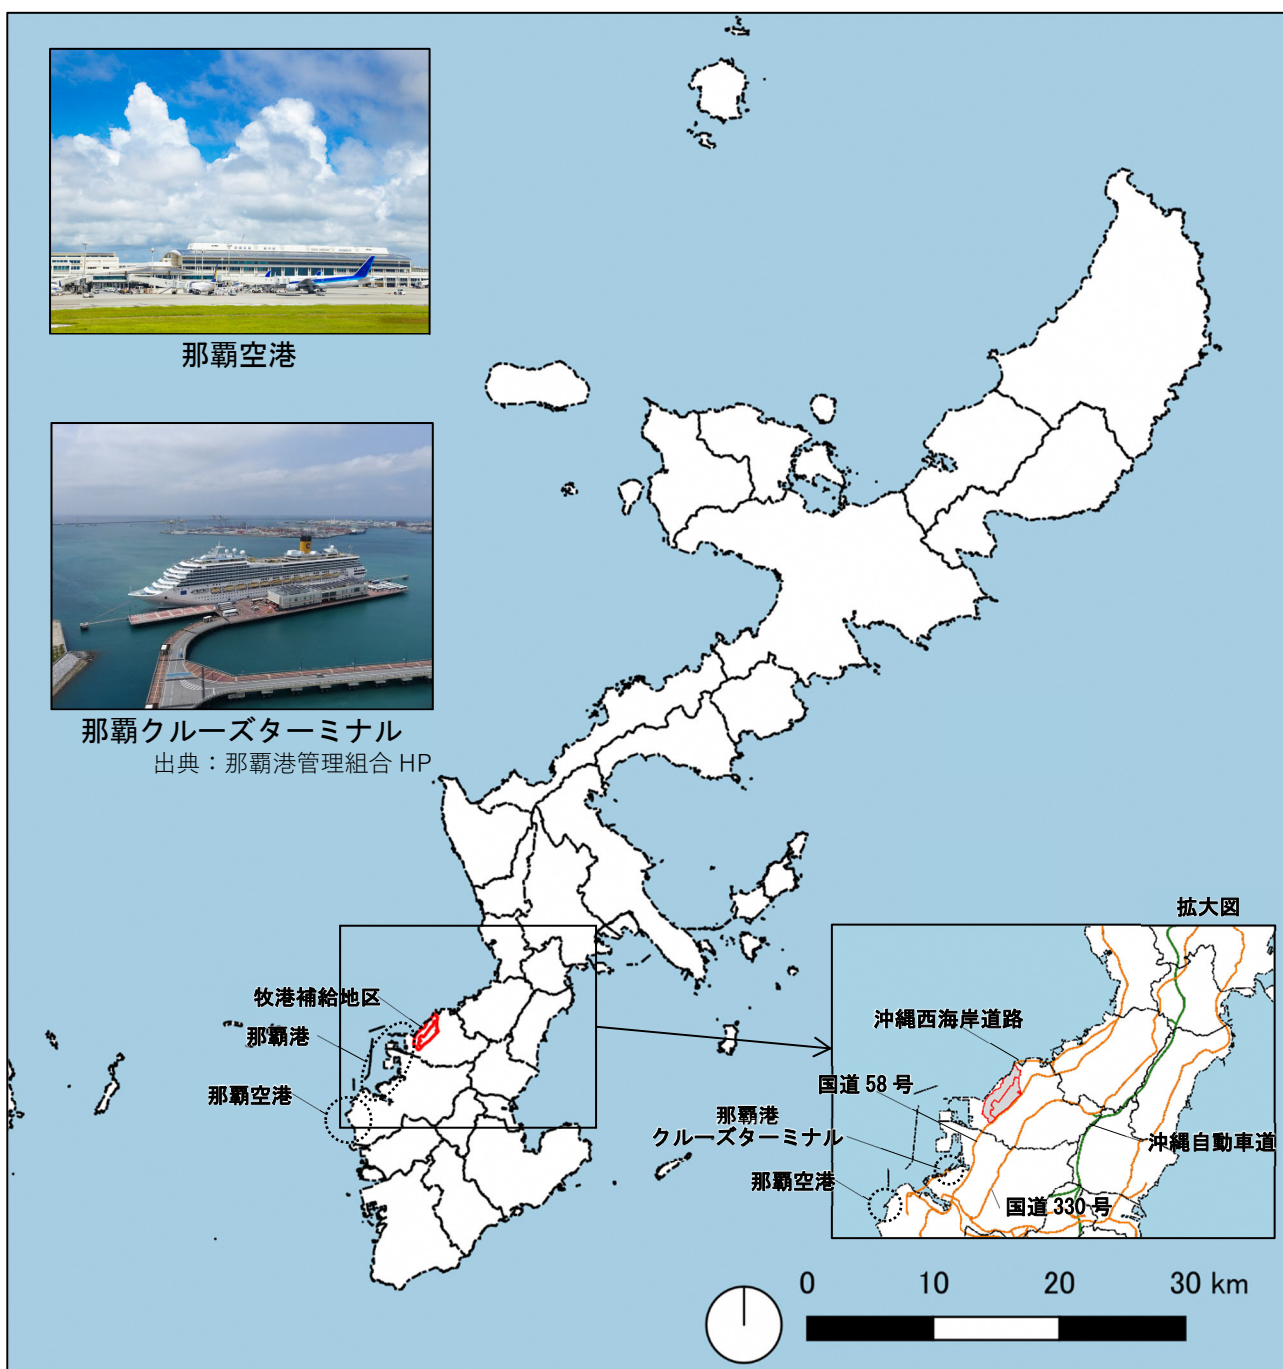 那覇空港
那覇クルーズターミナル
出典：那覇港管理組合 HP
牧港補給地区
那覇港
那覇空港
拡大図
沖縄西海岸道路
国道 58 号
那覇港
クルーズターミナル
沖縄自動車道
那覇空港
国道 330 号
0 10 20 30 km